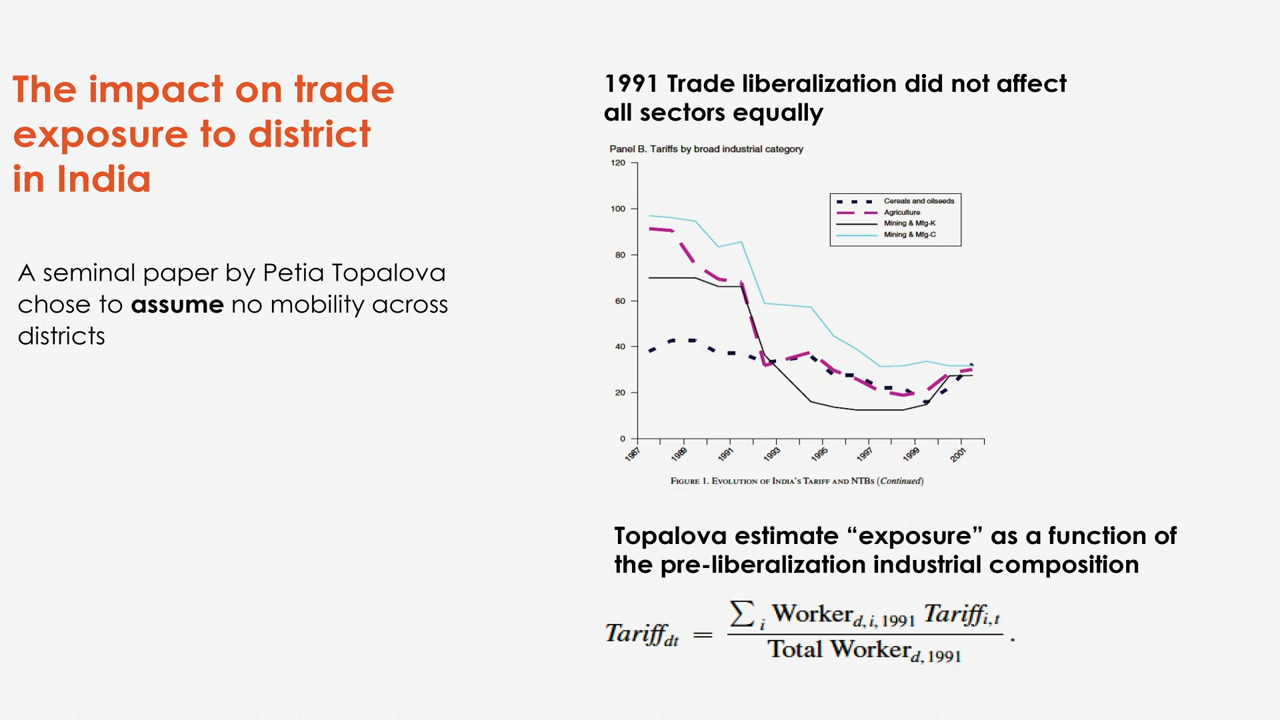 The impact on trade
exposure to district
in India
A seminal paper by Petia Topalova
chose to assume no mobility across
districts
1991 Trade liberalization did not affect
all sectors equally
Panel B. Tariffs by broad industrial category
120
100
80
60
40
20
0
Cereals and oilseeds
Agriculture
Mining & Mfg-K
Mining & Mfg-C
1987 1989 1991 1993 1995 1997 1999 2001
FIGURE 1. EVOLUTION OF INDIA'S TARIFF AND NTBS (Continued)
Topalova estimate “exposure” as a function of
the pre-liberalization industrial composition
Tariff_dt = ∑_i Worker_d,i,1991 Tariff_i,t
Total Worker_d,1991 .